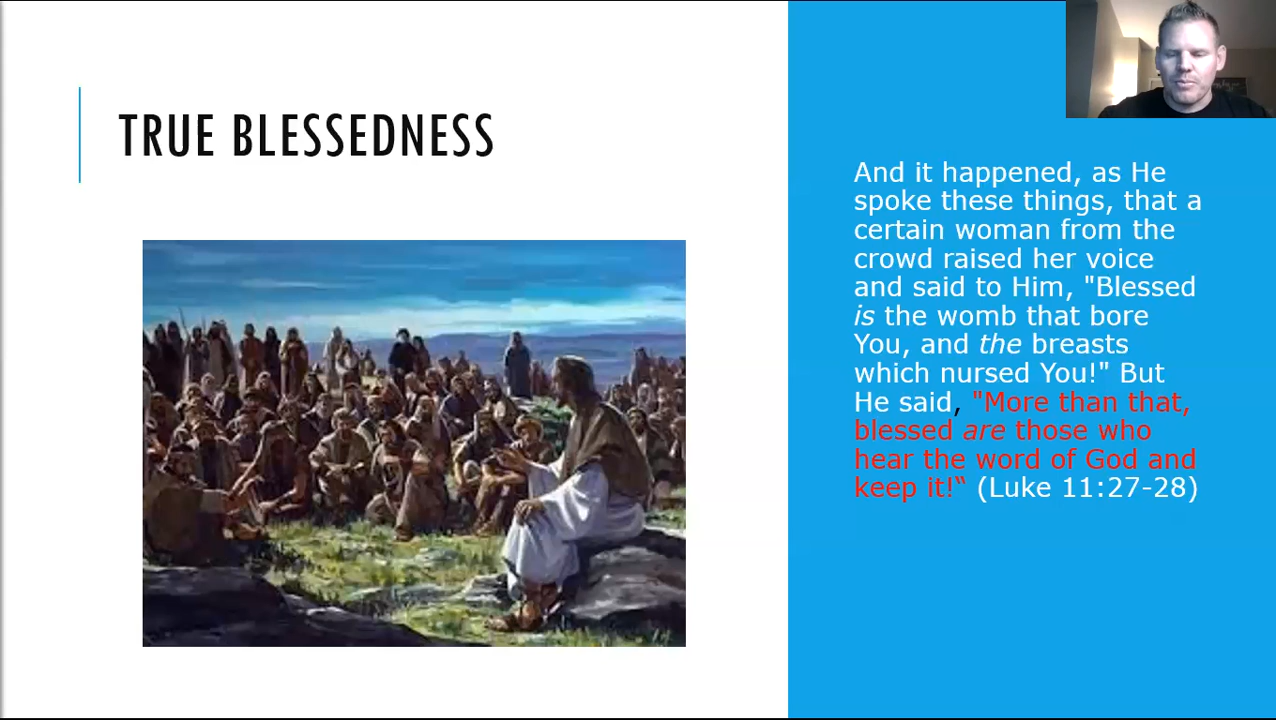 TRUE BLESSEDNESS
And it happened, as He
spoke these things, that a
certain woman from the
crowd raised her voice
and said to Him, "Blessed
is the womb that bore
You, and the breasts
which nursed You!" But
He said, "More than that,
blessed are those who
hear the word of God and
keep it!“ (Luke 11:27-28)